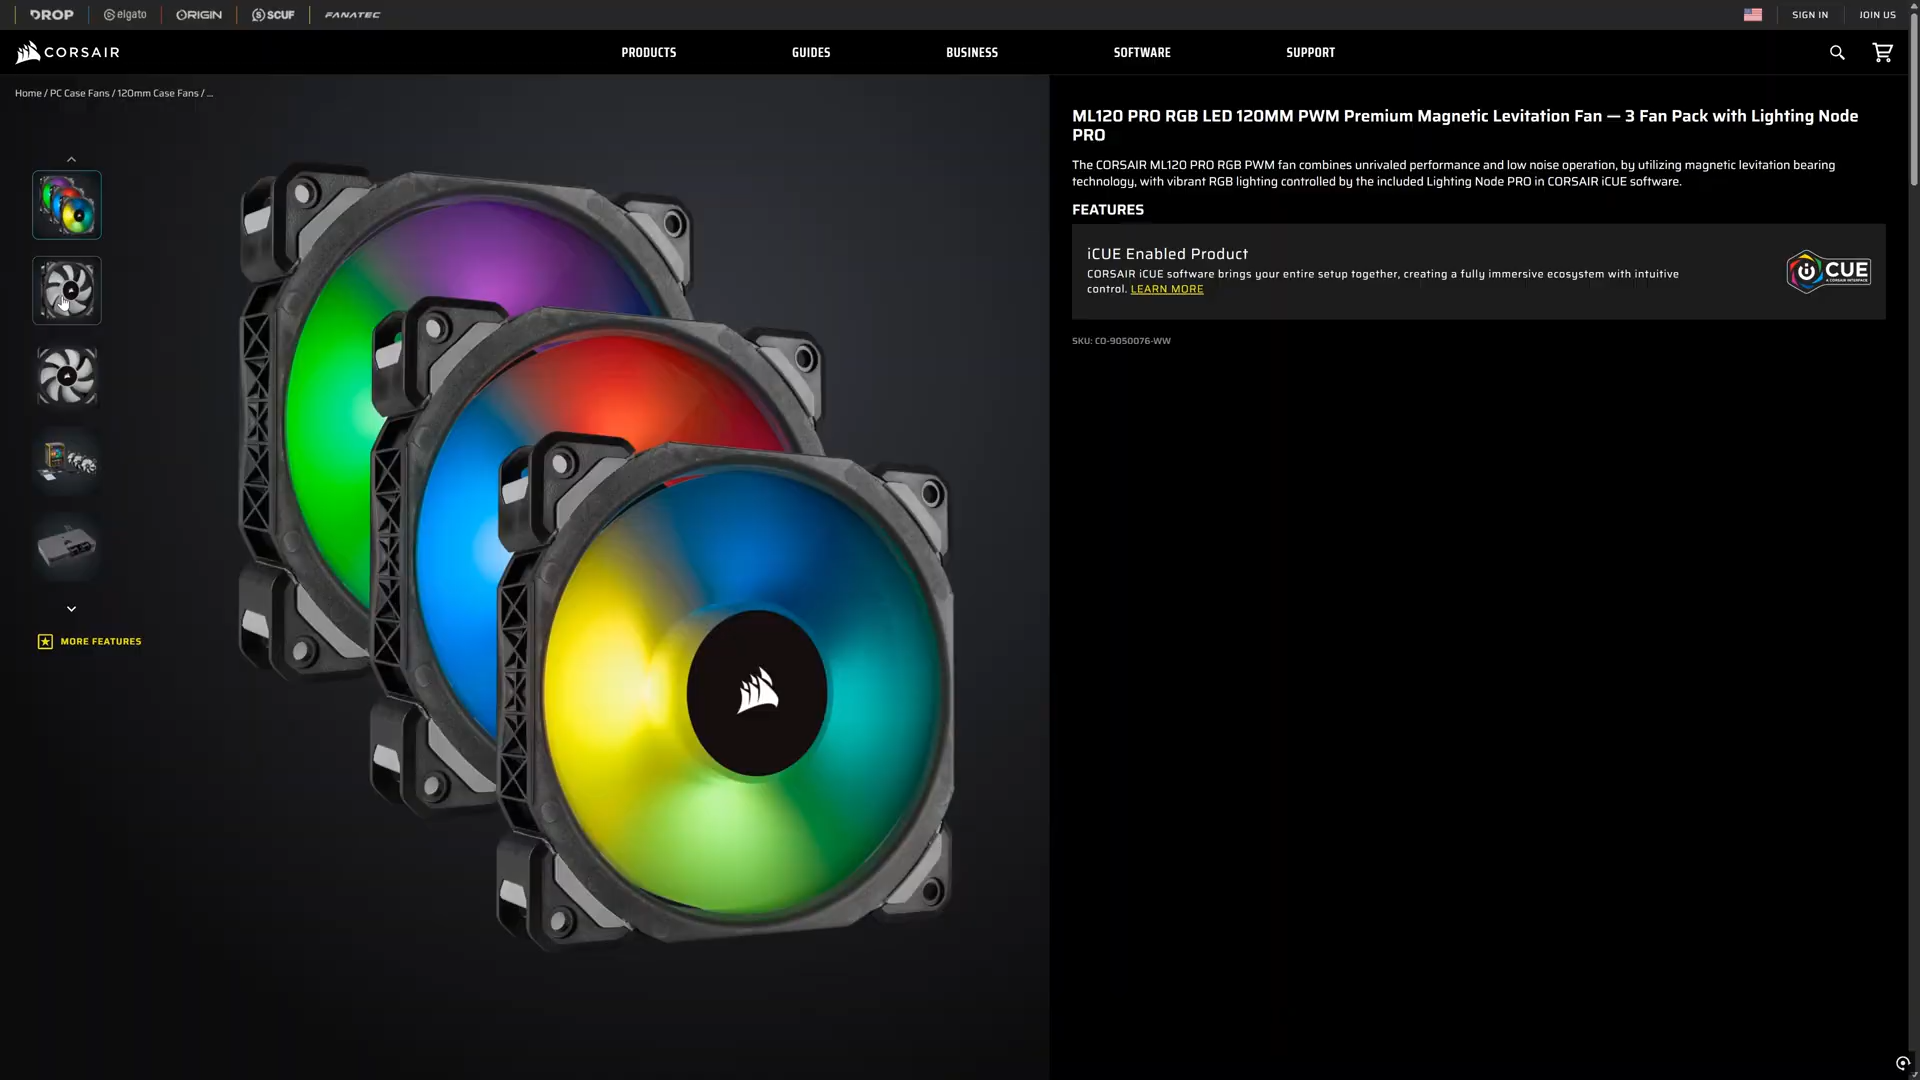 DROP
elgato
ORIGIN
SCUF
FANATEC
SIGN IN
JOIN US
CORSAIR
PRODUCTS
GUIDES
BUSINESS
SOFTWARE
SUPPORT
Home / PC Case Fans / 120mm Case Fans / ...
MORE FEATURES
ML120 PRO RGB LED 120MM PWM Premium Magnetic Levitation Fan — 3 Fan Pack with Lighting Node
PRO
The CORSAIR ML120 PRO RGB PWM fan combines unrivaled performance and low noise operation, by utilizing magnetic levitation bearing
technology, with vibrant RGB lighting controlled by the included Lighting Node PRO in CORSAIR iCUE software.
FEATURES
iCUE Enabled Product
CORSAIR iCUE software brings your entire setup together, creating a fully immersive ecosystem with intuitive
control. LEARN MORE
iCUE
A CORSAIR INTERFACE
SKU: CO-9050076-WW